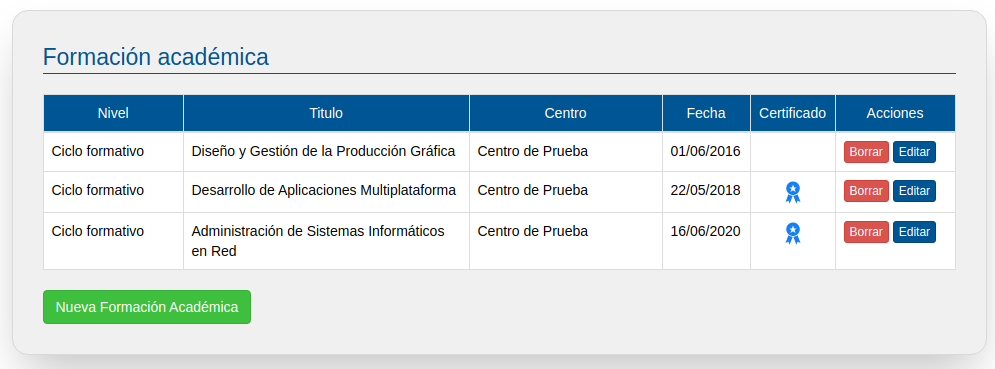 Formación académica
Nivel Titulo Centro Fecha Certificado Acciones
Ciclo formativo Diseño y Gestión de la Producción Gráfica Centro de Prueba 01/06/2016 Borrar Editar
Ciclo formativo Desarrollo de Aplicaciones Multiplataforma Centro de Prueba 22/05/2018 Borrar Editar
Ciclo formativo Administración de Sistemas Informáticos Centro de Prueba 16/06/2020 Borrar Editar
en Red
Nueva Formación Académica